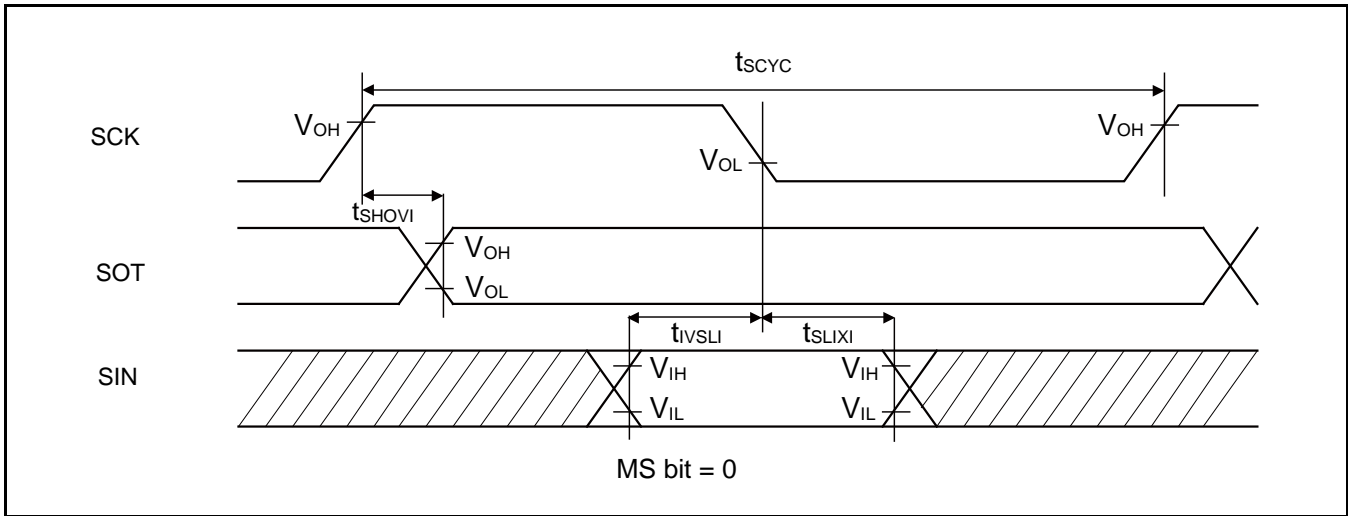 tSCYC
SCK
VOH
VOL
VOH
tSHOVI
SOT
VOH
VOL
tIVSLI
tSLIXI
SIN
VIH
VIH
VIL
VIL
MS bit = 0